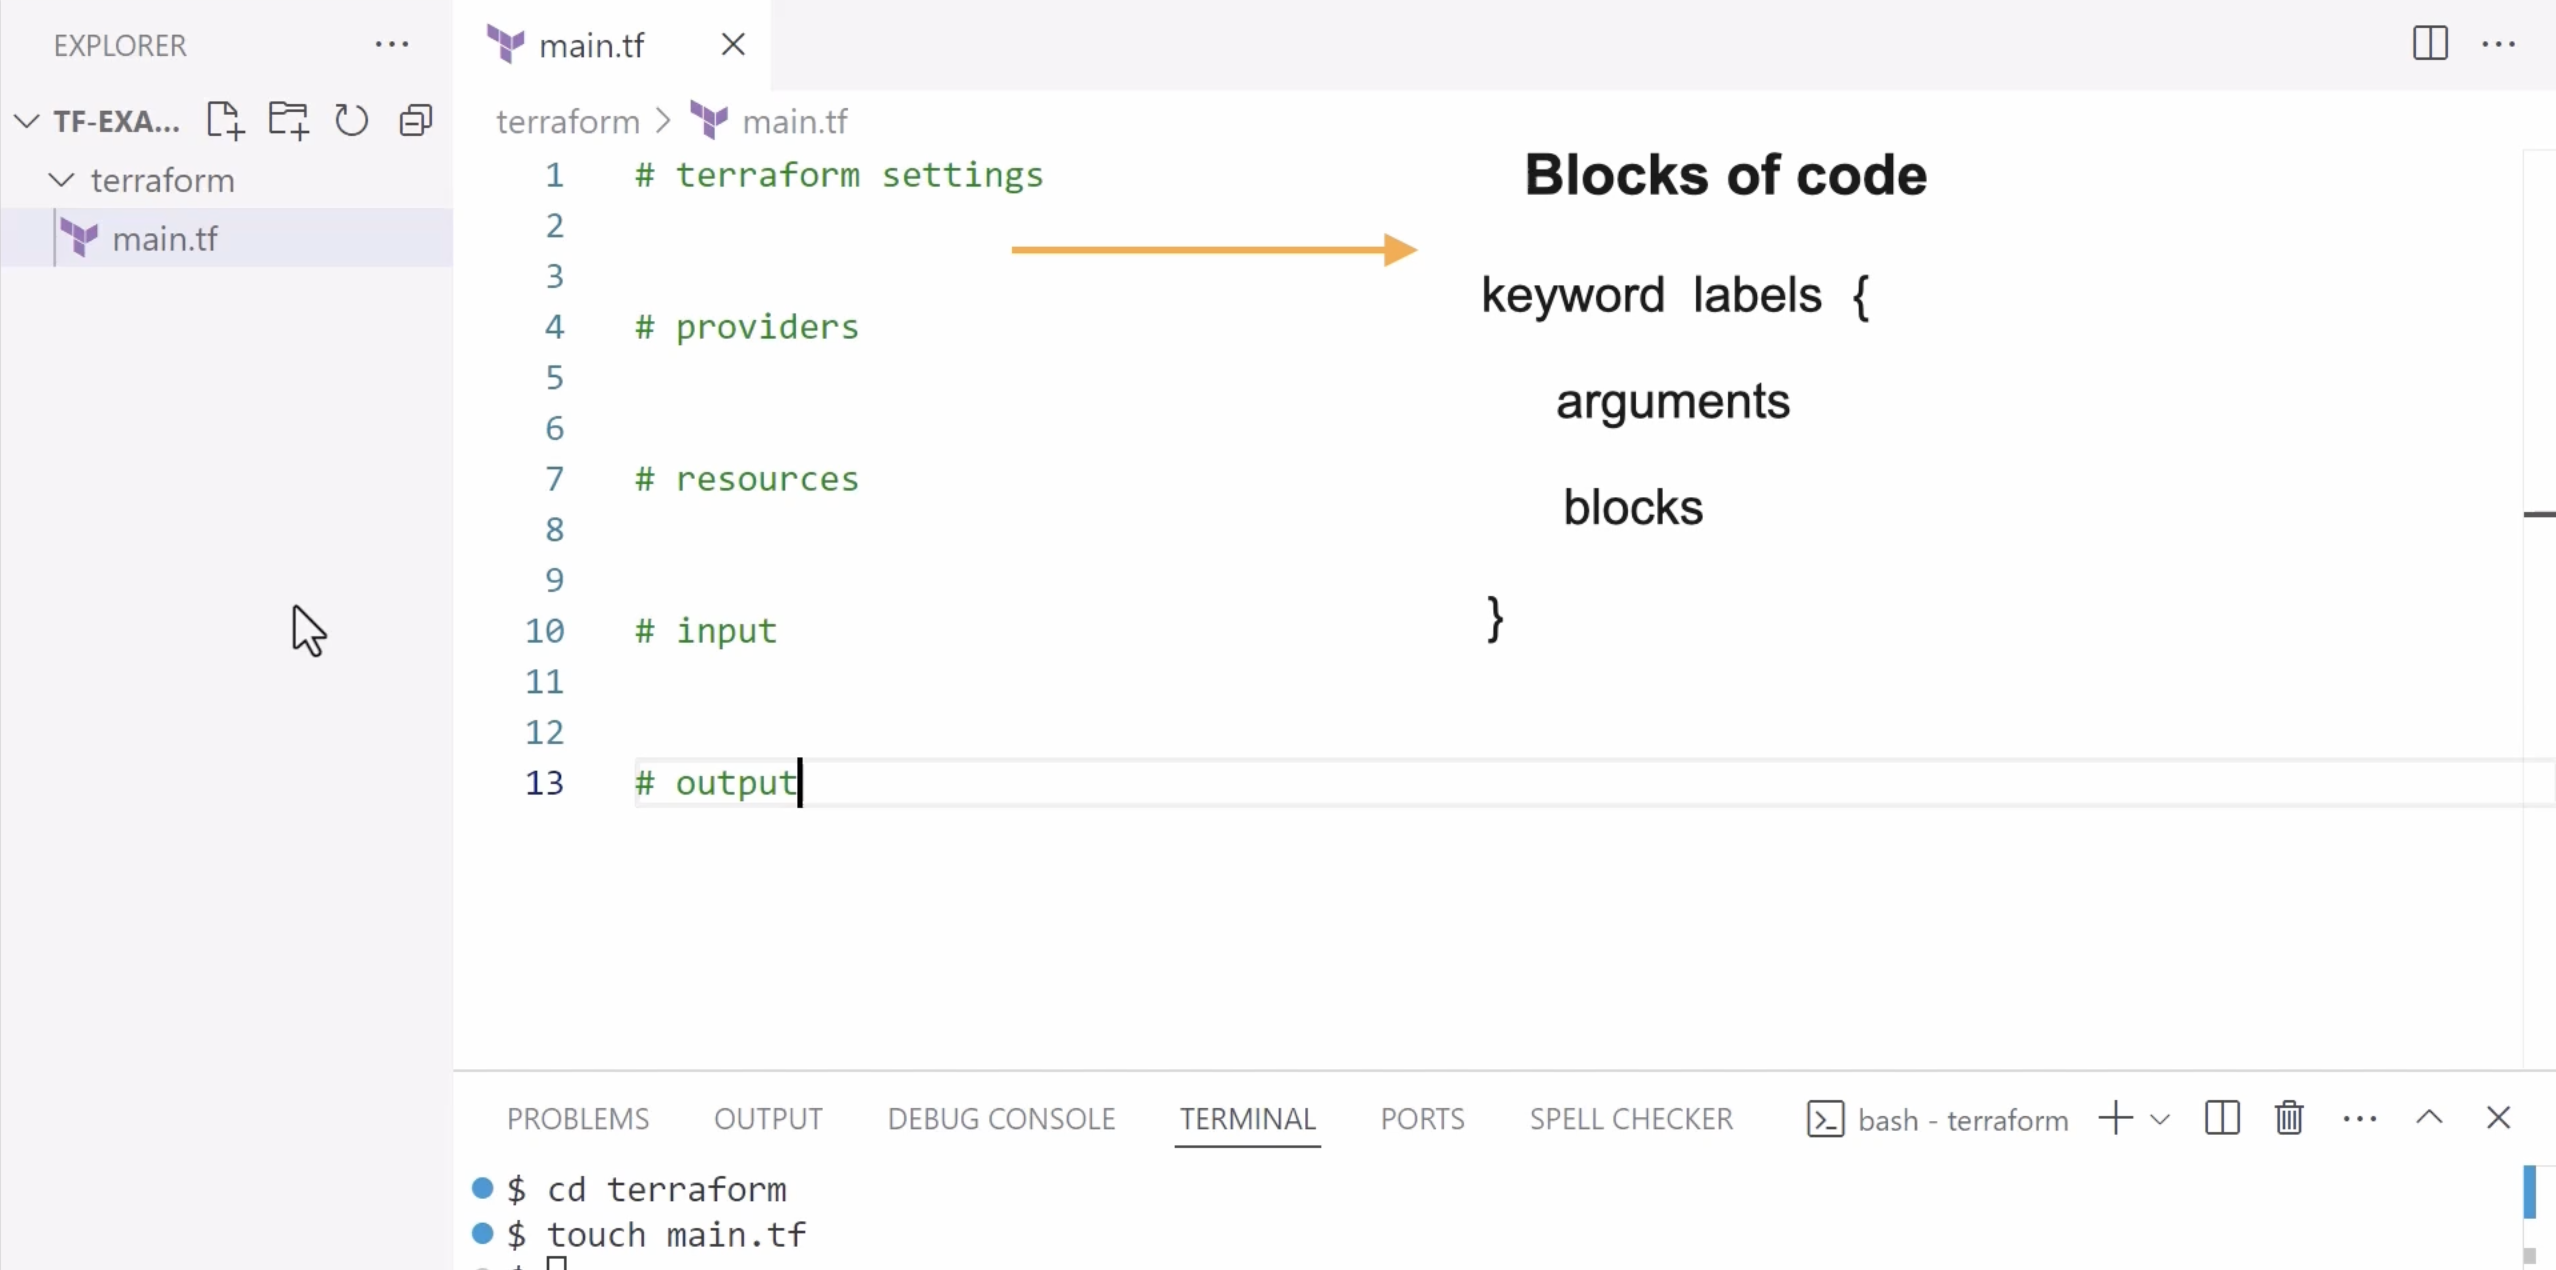 EXPLORER
TF-EXA...
terraform
main.tf
main.tf
terraform > main.tf
1 # terraform settings
2
3
4 # providers
5
6
7 # resources
8
9
10 # input
11
12
13 # output
Blocks of code
keyword labels {
arguments
blocks
}
PROBLEMS OUTPUT DEBUG CONSOLE TERMINAL PORTS SPELL CHECKER bash - terraform
$ cd terraform
$ touch main.tf